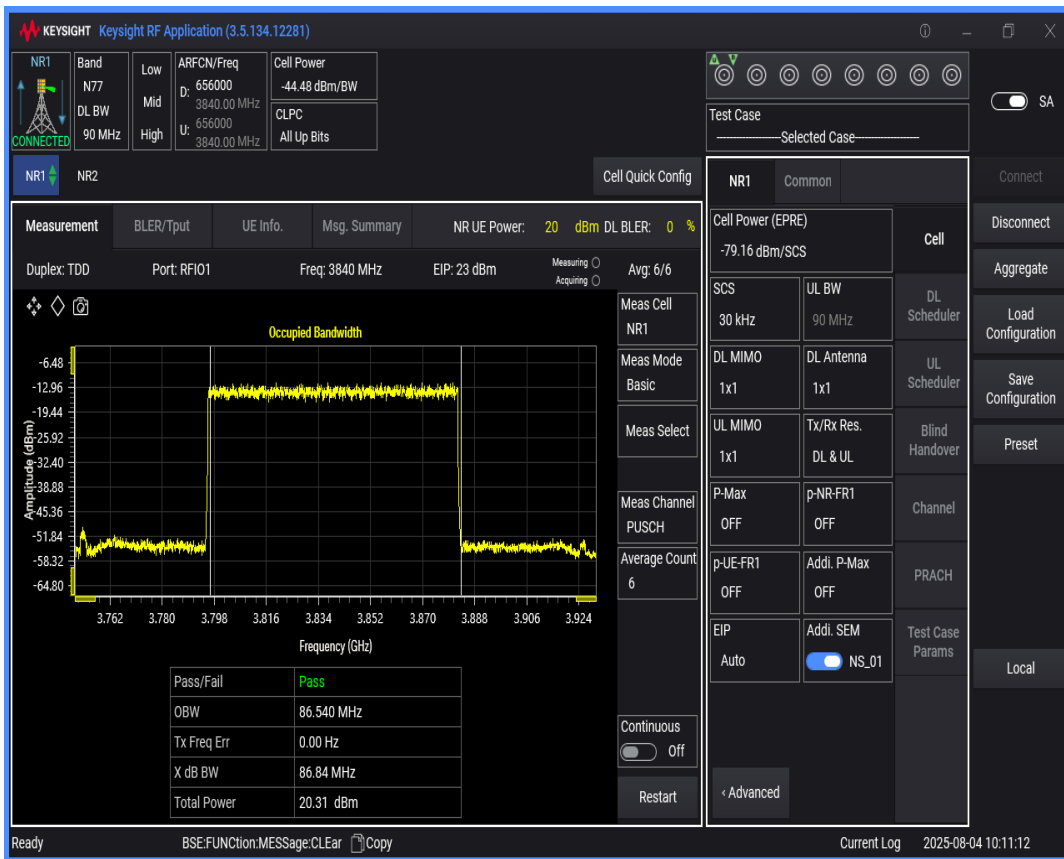 KEYSIGHT Keysight RF Application (3.5.134.12281)
NR1
CONNECTED
Band
N77
DL BW
90 MHz
Low
Mid
High
ARFCN/Freq
D: 656000
3840.00 MHz
U: 656000
3840.00 MHz
Cell Power
-44.48 dBm/BW
CLPC
All Up Bits
Test Case
--------------------Selected Case--------------------
SA
NR1 NR2
Cell Quick Config
Measurement BLER/Tput UE Info. Msg. Summary NR UE Power: 20 dBm DL BLER: 0 %
Duplex: TDD Port: RFIO1 Freq: 3840 MHz EIP: 23 dBm Measuring Acquiring Avg: 6/6
Occupied Bandwidth
Amplitude (dBm)
-6.48
-12.96
-19.44
-25.92
-32.40
-38.88
-45.36
-51.84
-58.32
-64.80
3.762 3.780 3.798 3.816 3.834 3.852 3.870 3.888 3.906 3.924
Frequency (GHz)
Pass/Fail Pass
OBW 86.540 MHz
Tx Freq Err 0.00 Hz
X dB BW 86.84 MHz
Total Power 20.31 dBm
Meas Cell
NR1
Meas Mode
Basic
Meas Select
Meas Channel
PUSCH
Average Count
6
Continuous
Off
Restart
NR1 Common
Cell Power (EPRE)
-79.16 dBm/SCS
SCS
30 kHz
UL BW
90 MHz
DL MIMO
1x1
DL Antenna
1x1
UL MIMO
1x1
Tx/Rx Res.
DL & UL
P-Max
OFF
p-NR-FR1
OFF
p-UE-FR1
OFF
Addi. P-Max
OFF
EIP
Auto
Addi. SEM
NS_01
‹ Advanced
Cell
DL
Scheduler
UL
Scheduler
Blind
Handover
Channel
PRACH
Test Case
Params
Connect
Disconnect
Aggregate
Load
Configuration
Save
Configuration
Preset
Local
Ready BSE:FUNCtion:MESSage:CLEar Copy Current Log 2025-08-04 10:11:12